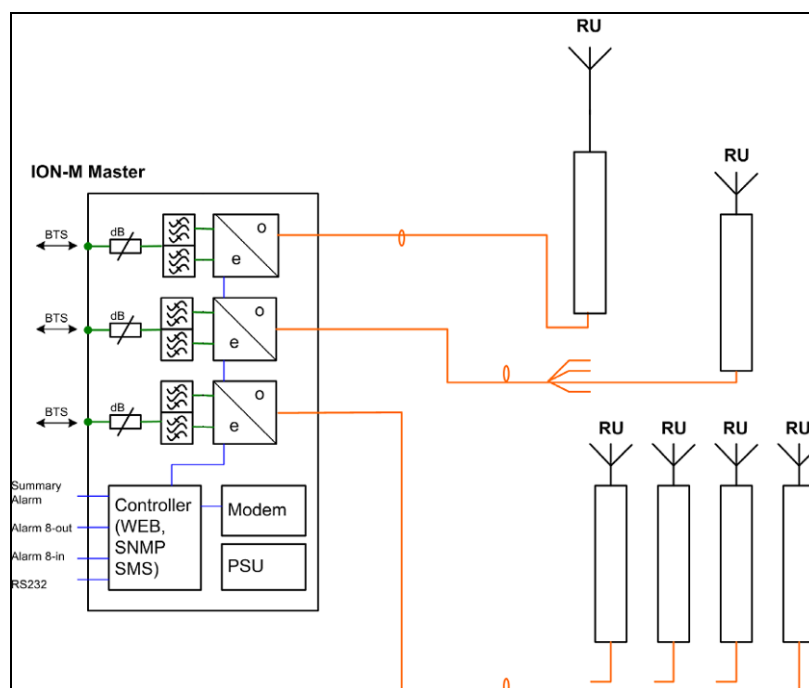 RU
RU
ION-M Master
BTS
dB
o
e
BTS
dB
o
e
BTS
dB
o
e
RU
RU
RU
RU
Summary
Alarm
Alarm 8-out
Alarm 8-in
RS232
Controller
(WEB,
SNMP
SMS)
Modem
PSU